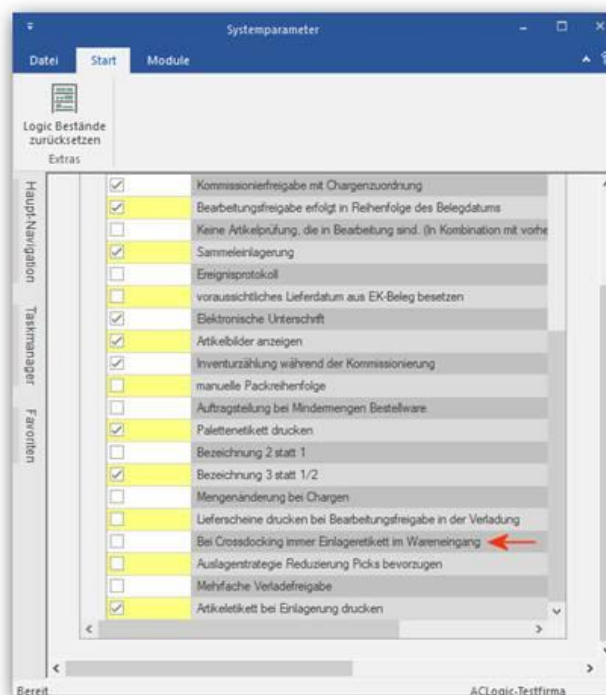 Systemparameter
Datei Start Module
Logic Bestände
zurücksetzen
Extras
Haupt-Navigation
Taskmanager
Favoriten
Kommissionierfreigabe mit Chargenzuordnung
Bearbeitungsfreigabe erfolgt in Reihenfolge des Belegdatums
Keine Artikelprüfung, die in Bearbeitung sind. (In Kombination mit vorhe
Sammeleinlagerung
Ereignisprotokoll
voraussichtliches Lieferdatum aus EK-Beleg besetzen
Elektronische Unterschrift
Artikelbilder anzeigen
Inventurzählung während der Kommissionierung
manuelle Packreihenfolge
Auftragsteilung bei Mindermengen Bestellware
Palettenetikett drucken
Bezeichnung 2 statt 1
Bezeichnung 3 statt 1/2
Mengenänderung bei Chargen
Lieferscheine drucken bei Bearbeitungsfreigabe in der Verladung
Bei Crossdocking immer Einlageretikett im Wareneingang
Auslagerstrategie Reduzierung Picks bevorzugen
Mehrfache Verladefreigabe
Artikeletikett bei Einlagerung drucken
Bereit ACLogic-Testfirma